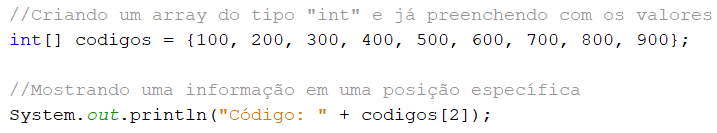 //Criando um array do tipo "int" e já preenchendo com os valores
int[] codigos = {100, 200, 300, 400, 500, 600, 700, 800, 900};
//Mostrando uma informação em uma posição específica
System.out.println("Código: " + codigos[2]);